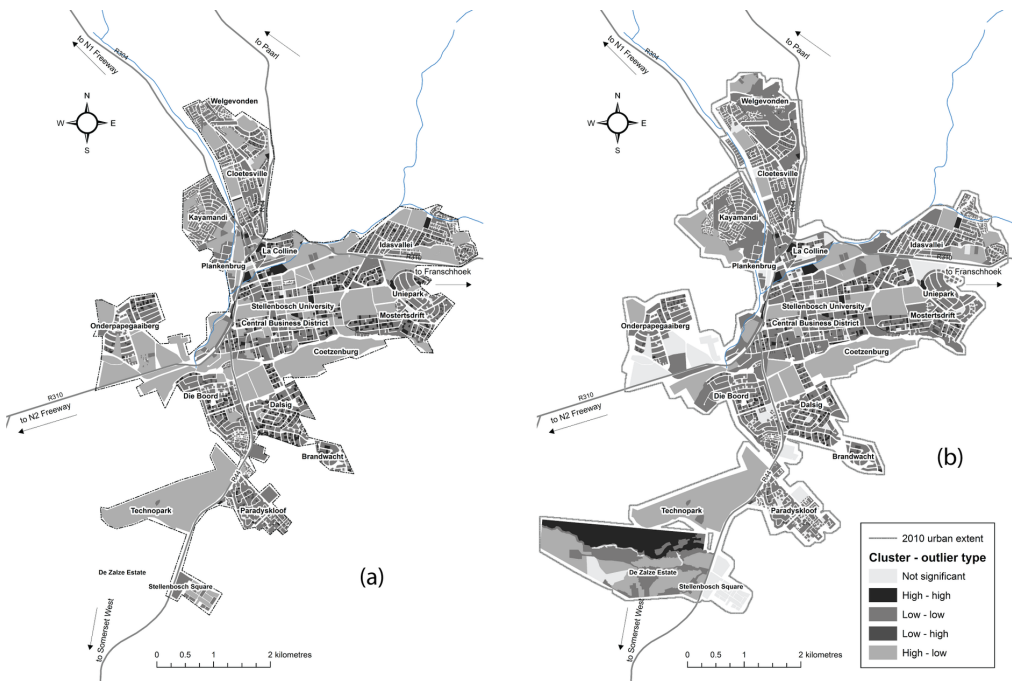 to N1 Freeway
R304
to Paarl
N
W
E
S
Welgevonden
Cloetesville
Kayamandi
La Colline
Idasvallei
Plankenbrug
R310
to Franschhoek
Uniepark
Stellenbosch University
Mostertsdrift
Onderpapegaaiberg
Central Business District
Coetzenburg
R310
to N2 Freeway
Die Boord
Dalsig
Brandwacht
R44
Technopark
Paradyskloof
De Zalze Estate
Stellenbosch Square
(a)
to Somerset West
0 0.5 1 2 kilometres
to N1 Freeway
R304
to Paarl
N
W
E
S
Welgevonden
Cloetesville
Kayamandi
La Colline
Idasvallei
Plankenbrug
R310
to Franschhoek
Uniepark
Stellenbosch University
Mostertsdrift
Onderpapegaaiberg
Central Business District
Coetzenburg
R310
to N2 Freeway
Die Boord
Dalsig
Brandwacht
(b)
R44
Technopark
Paradyskloof
De Zalze Estate
Stellenbosch Square
to Somerset West
0 0.5 1 2 kilometres
2010 urban extent
Cluster - outlier type
Not significant
High - high
Low - low
Low - high
High - low